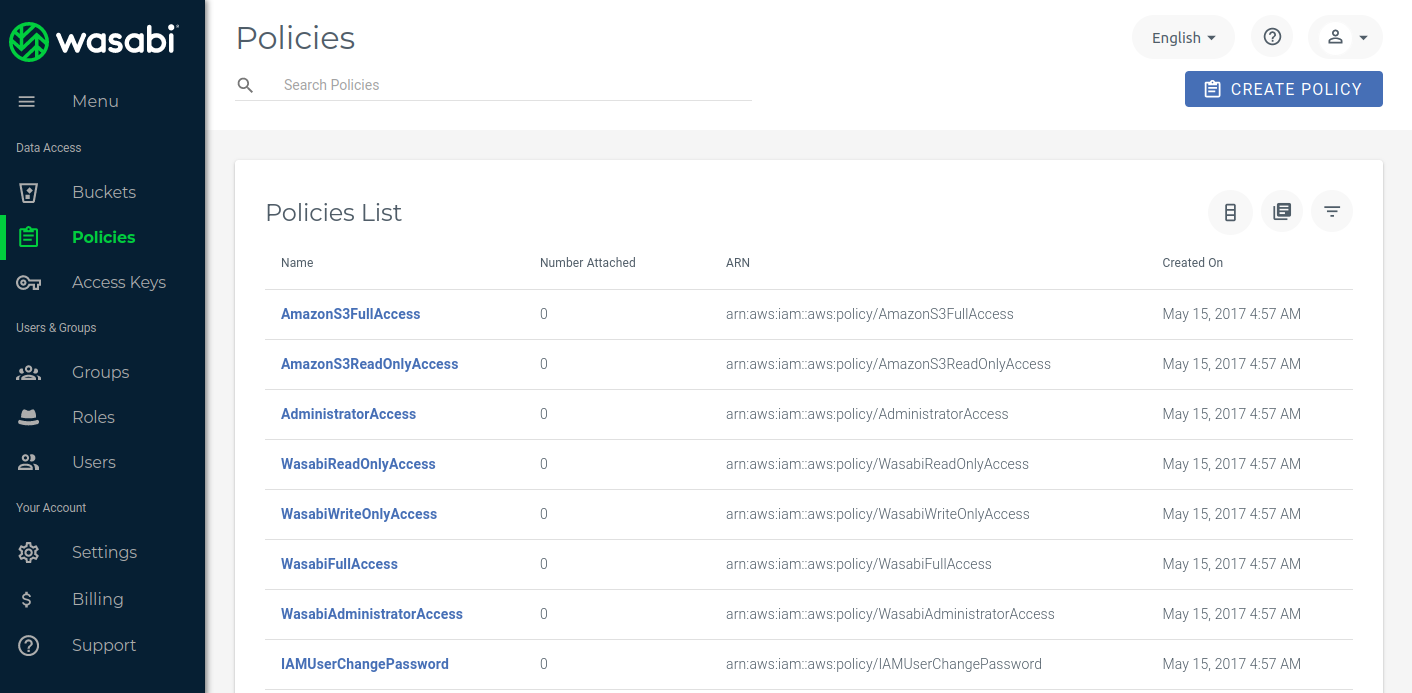 wasabi
Menu
Data Access
Buckets
Policies
Access Keys
Users & Groups
Groups
Roles
Users
Your Account
Settings
Billing
Support
Policies
English
Search Policies
CREATE POLICY
Policies List
Name Number Attached ARN Created On
AmazonS3FullAccess 0 arn:aws:iam::aws:policy/AmazonS3FullAccess May 15, 2017 4:57 AM
AmazonS3ReadOnlyAccess 0 arn:aws:iam::aws:policy/AmazonS3ReadOnlyAccess May 15, 2017 4:57 AM
AdministratorAccess 0 arn:aws:iam::aws:policy/AdministratorAccess May 15, 2017 4:57 AM
WasabiReadOnlyAccess 0 arn:aws:iam::aws:policy/WasabiReadOnlyAccess May 15, 2017 4:57 AM
WasabiWriteOnlyAccess 0 arn:aws:iam::aws:policy/WasabiWriteOnlyAccess May 15, 2017 4:57 AM
WasabiFullAccess 0 arn:aws:iam::aws:policy/WasabiFullAccess May 15, 2017 4:57 AM
WasabiAdministratorAccess 0 arn:aws:iam::aws:policy/WasabiAdministratorAccess May 15, 2017 4:57 AM
IAMUserChangePassword 0 arn:aws:iam::aws:policy/IAMUserChangePassword May 15, 2017 4:57 AM